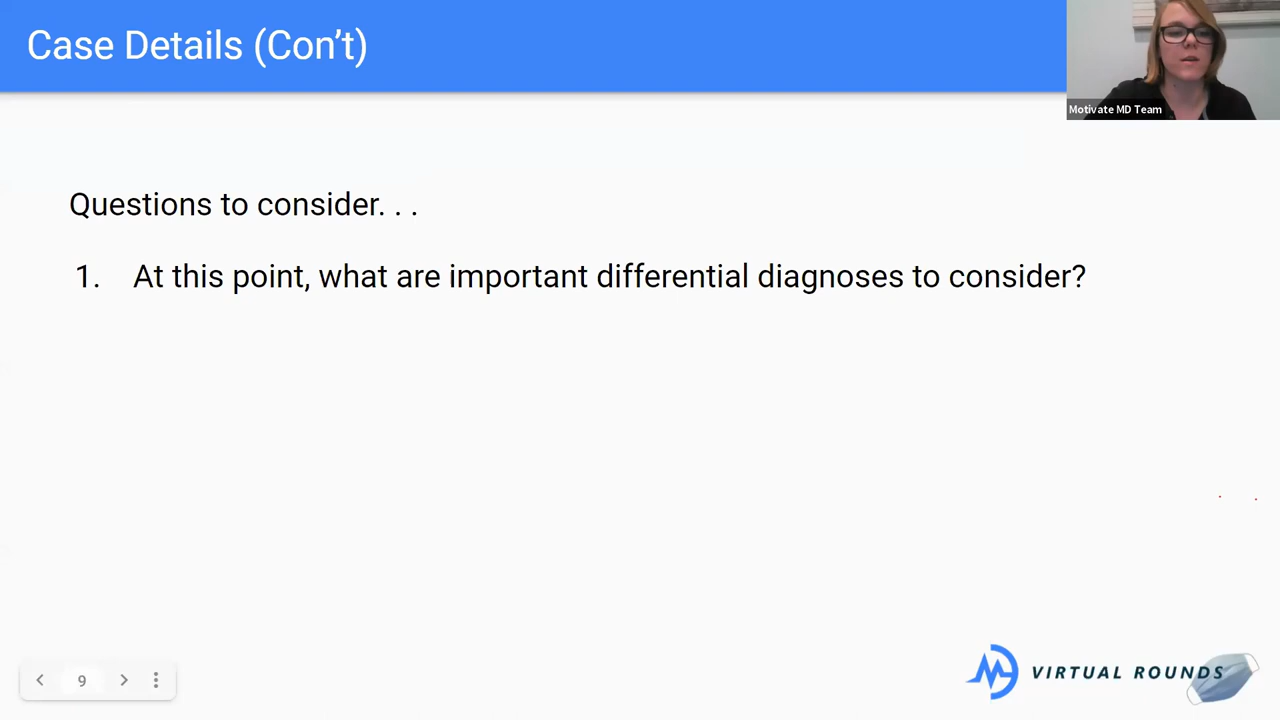 Case Details (Con’t)
Motivate MD Team
Questions to consider. . .
1. At this point, what are important differential diagnoses to consider?
9
VIRTUAL ROUNDS